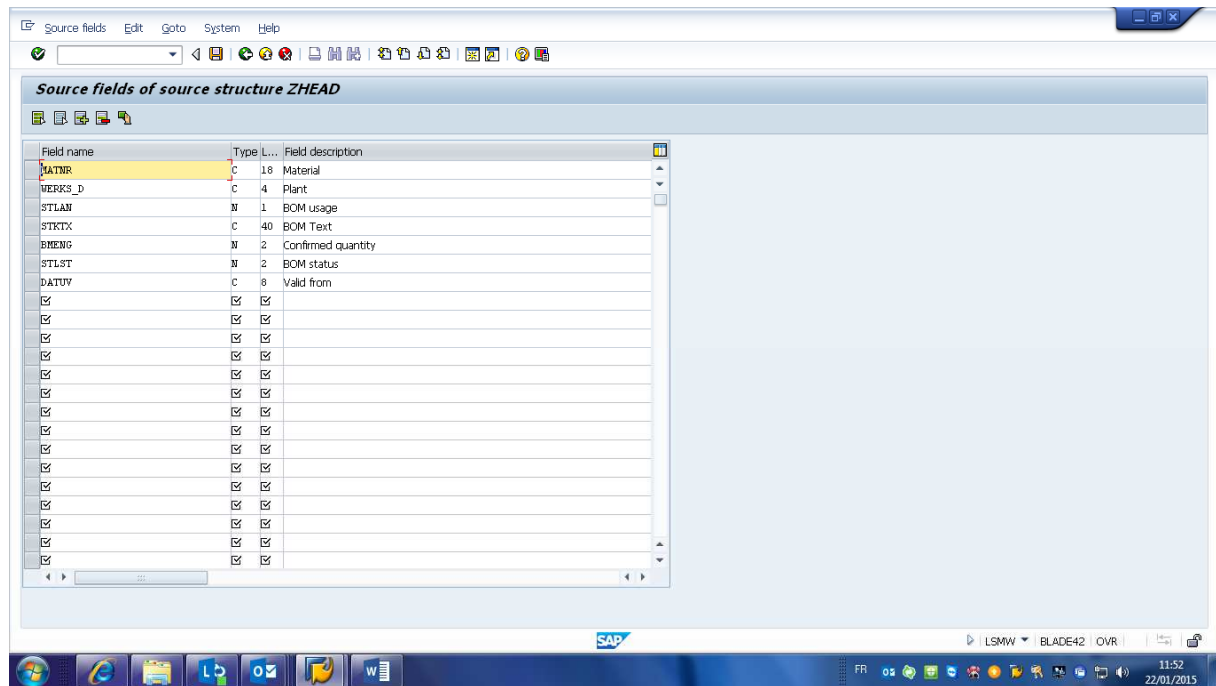 Source fields Edit Goto System Help
Source fields of source structure ZHEAD
Field name Type L... Field description
MATNR C 18 Material
WERKS_D C 4 Plant
STLAN N 1 BOM usage
STKTX C 40 BOM Text
BMENG N 2 Confirmed quantity
STLST N 2 BOM status
DATUV C 8 Valid from
SAP
LSMW BLADE42 OVR
FR
11:52
22/01/2015